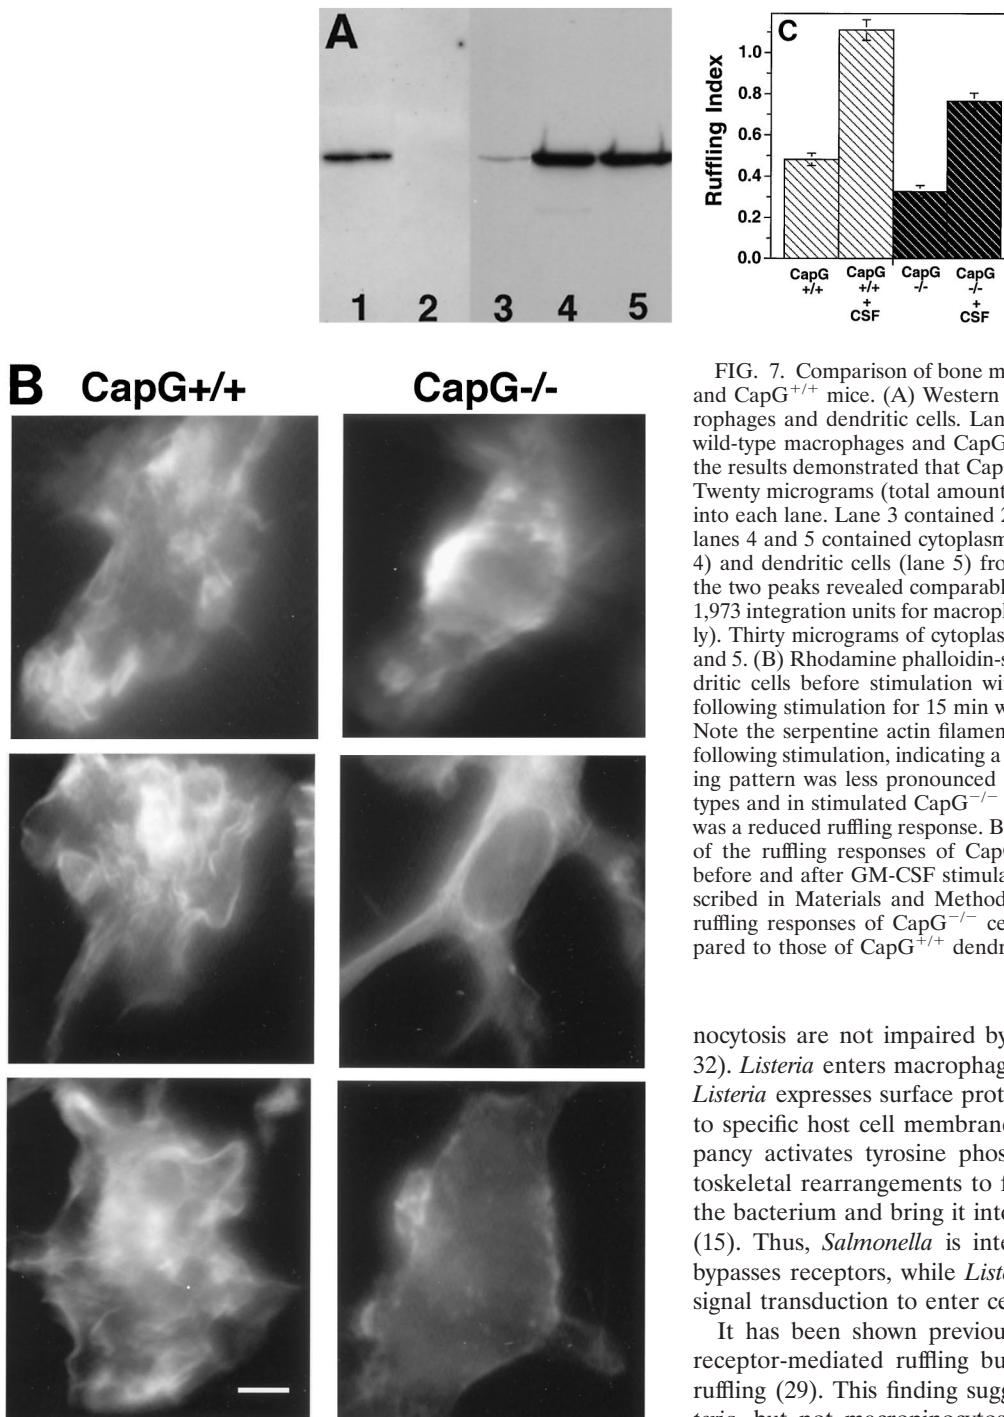 A
1 2 3 4 5
C
Ruffling Index
1.0
0.8
0.6
0.4
0.2
0.0
CapG +/+
CapG +/+ + CSF
CapG -/-
CapG -/- + CSF
B CapG+/+ CapG-/-
FIG. 7. Comparison of bone m
and CapG+/+ mice. (A) Western
rophages and dendritic cells. Lan
wild-type macrophages and CapG
the results demonstrated that Cap
Twenty micrograms (total amount
into each lane. Lane 3 contained 2
lanes 4 and 5 contained cytoplasm
4) and dendritic cells (lane 5) fro
the two peaks revealed comparabl
1,973 integration units for macroph
ly). Thirty micrograms of cytoplas
and 5. (B) Rhodamine phalloidin-s
dritic cells before stimulation wi
following stimulation for 15 min w
Note the serpentine actin filamen
following stimulation, indicating a
ing pattern was less pronounced
types and in stimulated CapG−/−
was a reduced ruffling response. B
of the ruffling responses of Cap
before and after GM-CSF stimula
scribed in Materials and Method
ruffling responses of CapG−/− ce
pared to those of CapG+/+ dendr
nocytosis are not impaired by
32). Listeria enters macrophag
Listeria expresses surface prot
to specific host cell membran
pancy activates tyrosine phos
toskeletal rearrangements to f
the bacterium and bring it into
(15). Thus, Salmonella is inte
bypasses receptors, while List
signal transduction to enter ce
It has been shown previou
receptor-mediated ruffling bu
ruffling (29). This finding sugg
teria, but not macropinocytos